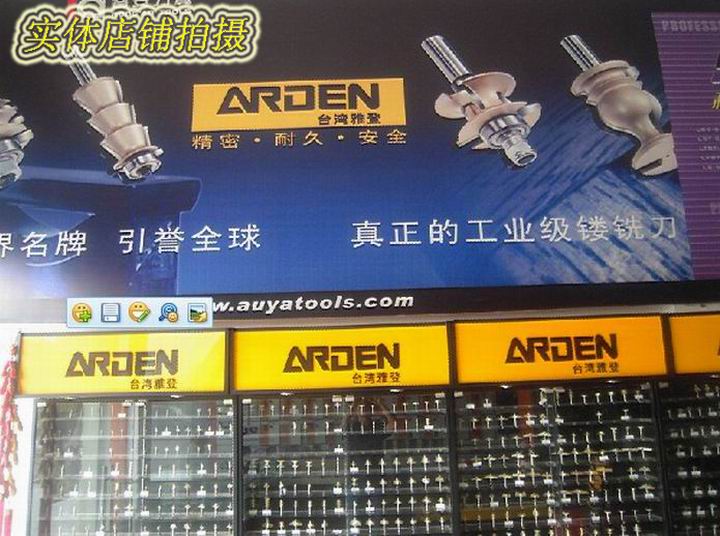 实体店铺拍摄
PROFESS
ARDEN
台湾雅登
精密·耐久·安全
界名牌 引誉全球
真正的工业级镂铣刀
w.auyatools.com
ARDEN
台湾雅登
ARDEN
台湾雅登
ARDEN
台湾雅登